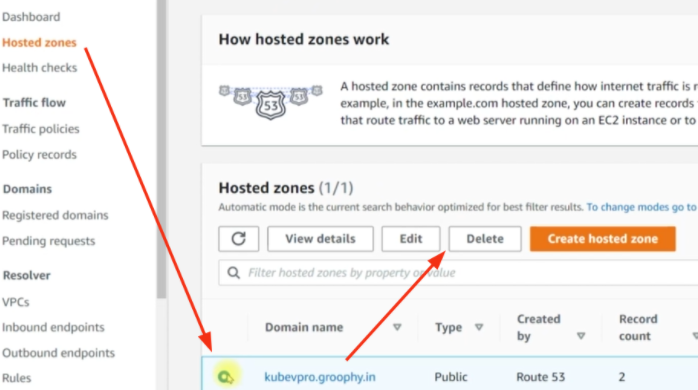 Dashboard
Hosted zones
Health checks
Traffic flow
Traffic policies
Policy records
Domains
Registered domains
Pending requests
Resolver
VPCs
Inbound endpoints
Outbound endpoints
Rules
How hosted zones work
53 53 53
A hosted zone contains records that define how internet traffic is r
example, in the example.com hosted zone, you can create records
that route traffic to a web server running on an EC2 instance or to
Hosted zones (1/1)
Automatic mode is the current search behavior optimized for best filter results. To change modes go to
View details Edit Delete Create hosted zone
Filter hosted zones by property or value
Domain name Type Created by Record count
kubevpro.groophy.in Public Route 53 2